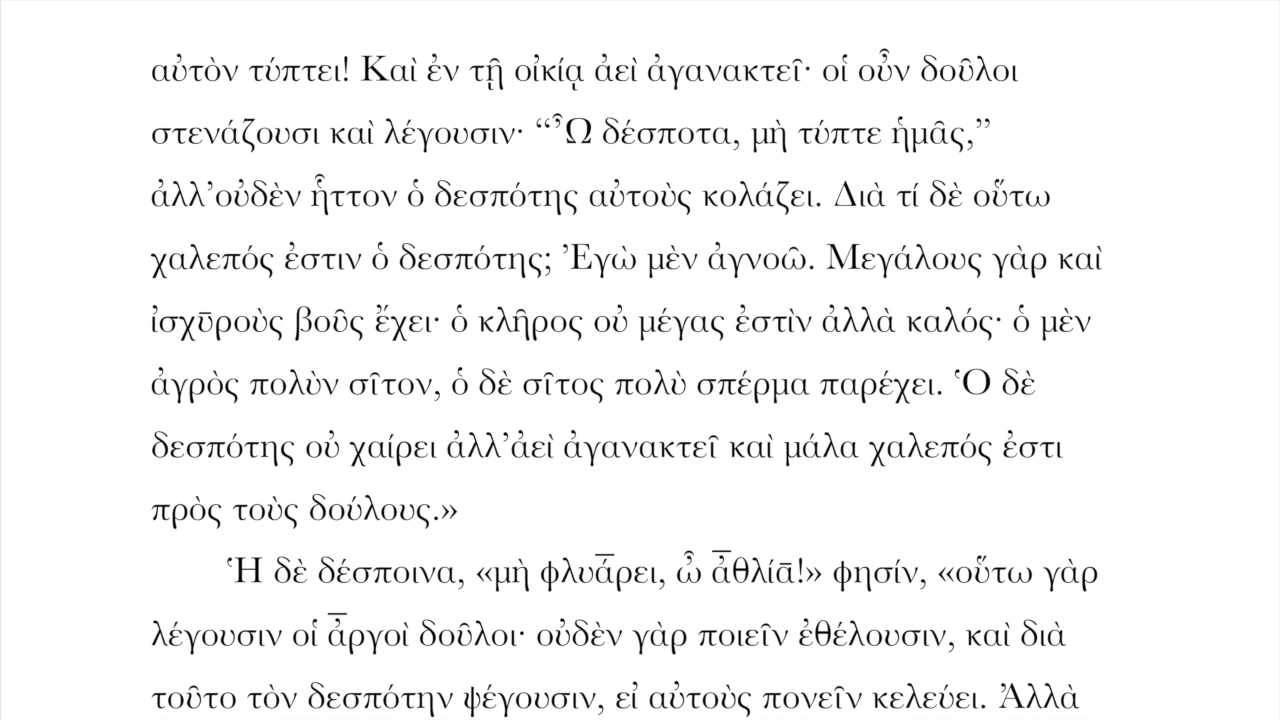 αὐτὸν τύπτει! Καὶ ἐν τῇ οἰκίᾳ ἀεὶ ἀγανακτεῖ· οἱ οὖν δοῦλοι
στενάζουσι καὶ λέγουσιν· “Ὦ δέσποτα, μὴ τύπτε ἡμᾶς,”
ἀλλ’οὐδὲν ἧττον ὁ δεσπότης αὐτοὺς κολάζει. Διὰ τί δὲ οὕτω
χαλεπός ἐστιν ὁ δεσπότης; Ἐγὼ μὲν ἀγνοῶ. Μεγάλους γὰρ καὶ
ἰσχῡροὺς βοῦς ἔχει· ὁ κλῆρος οὐ μέγας ἐστὶν ἀλλὰ καλός· ὁ μὲν
ἀγρὸς πολὺν σῖτον, ὁ δὲ σῖτος πολὺ σπέρμα παρέχει. Ὁ δὲ
δεσπότης οὐ χαίρει ἀλλ’ἀεὶ ἀγανακτεῖ καὶ μάλα χαλεπός ἐστι
πρὸς τοὺς δούλους.»
Ἡ δὲ δέσποινα, «μὴ φλυᾱ́ρει, ὦ ᾱ̓θλίᾱ!» φησίν, «οὕτω γὰρ
λέγουσιν οἱ ᾱ̓ργοὶ δοῦλοι· οὐδὲν γὰρ ποιεῖν ἐθέλουσιν, καὶ διὰ
τοῦτο τὸν δεσπότην ψέγουσιν, εἰ αὐτοὺς πονεῖν κελεύει. Ἀλλὰ